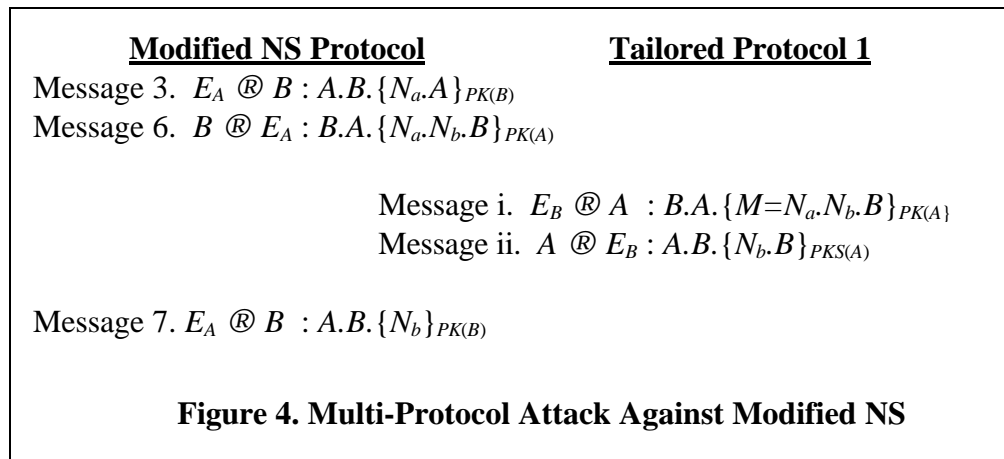 Modified NS Protocol Tailored Protocol 1
Message 3. E_A ® B : A.B.{N_a.A}_PK(B)
Message 6. B ® E_A : B.A.{N_a.N_b.B}_PK(A)
Message i. E_B ® A : B.A.{M=N_a.N_b.B}_PK(A}
Message ii. A ® E_B : A.B.{N_b.B}_PKS(A)
Message 7. E_A ® B : A.B.{N_b}_PK(B)
Figure 4. Multi-Protocol Attack Against Modified NS